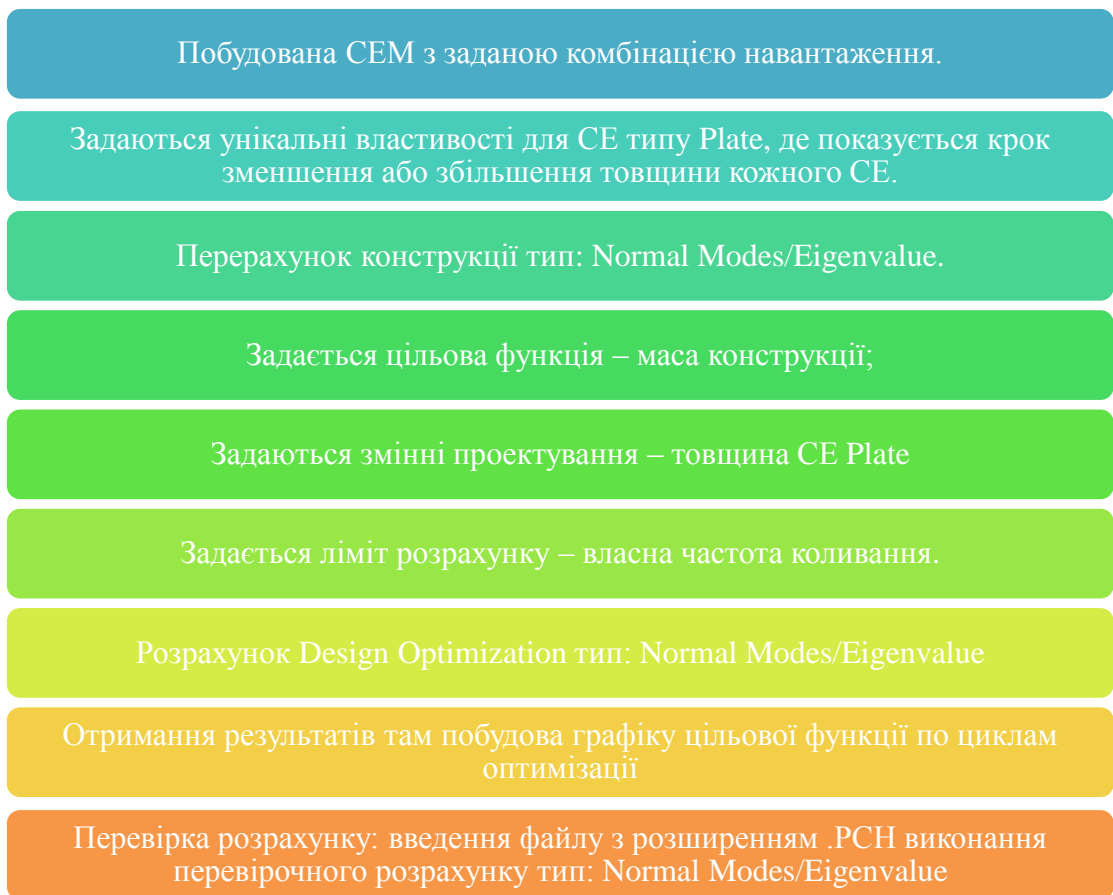 Побудована СЕМ з заданою комбінацією навантаження.
Задаються унікальні властивості для СЕ типу Plate, де показується крок
зменшення або збільшення товщини кожного СЕ.
Перерахунок конструкції тип: Normal Modes/Eigenvalue.
Задається цільова функція – маса конструкції;
Задаються змінні проектування – товщина СЕ Plate
Задається ліміт розрахунку – власна частота коливання.
Розрахунок Design Optimization тип: Normal Modes/Eigenvalue
Отримання результатів там побудова графіку цільової функції по циклам
оптимізації
Перевірка розрахунку: введення файлу з розширенням .PCH виконання
перевірочного розрахунку тип: Normal Modes/Eigenvalue